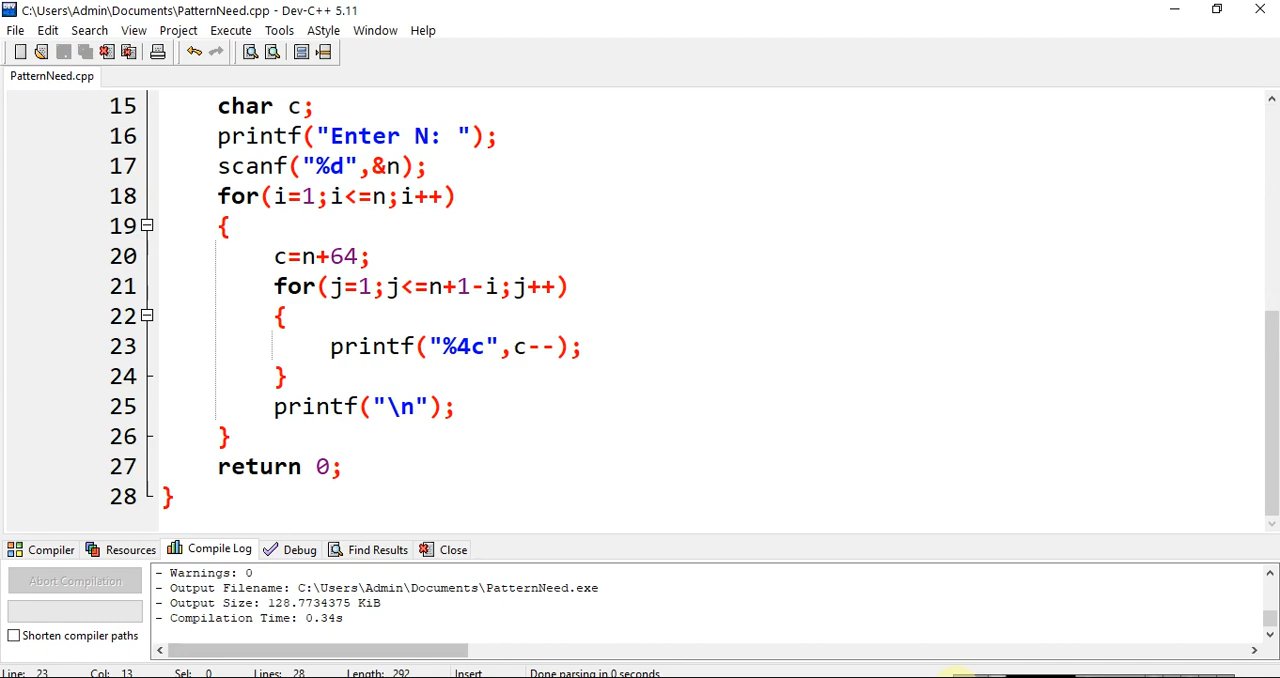 C:\Users\Admin\Documents\PatternNeed.cpp - Dev-C++ 5.11
File Edit Search View Project Execute Tools AStyle Window Help
PatternNeed.cpp
15 char c;
16 printf("Enter N: ");
17 scanf("%d",&n);
18 for(i=1;i<=n;i++)
19 {
20 c=n+64;
21 for(j=1;j<=n+1-i;j++)
22 {
23 printf("%4c",c--);
24 }
25 printf("\n");
26 }
27 return 0;
28 }
Compiler Resources Compile Log Debug Find Results Close
Abort Compilation
Shorten compiler paths
- Warnings: 0
- Output Filename: C:\Users\Admin\Documents\PatternNeed.exe
- Output Size: 128.7734375 KiB
- Compilation Time: 0.34s
Line: 23 Col: 13 Sel: 0 Lines: 28 Length: 292 Insert Done parsing in 0 seconds